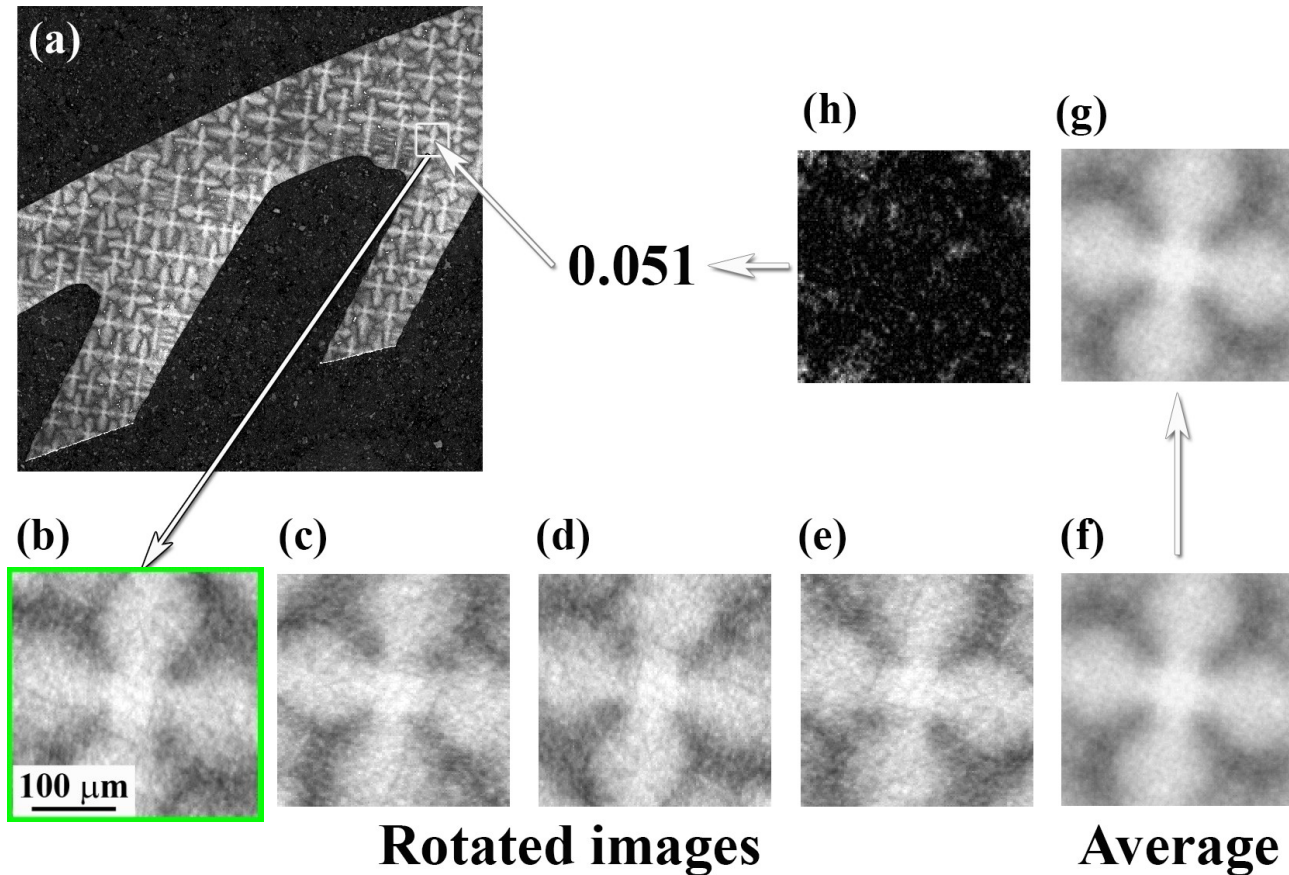 (a)
(h)
(g)
0.051
(b)
(c)
(d)
(e)
(f)
100 μm
Rotated images
Average